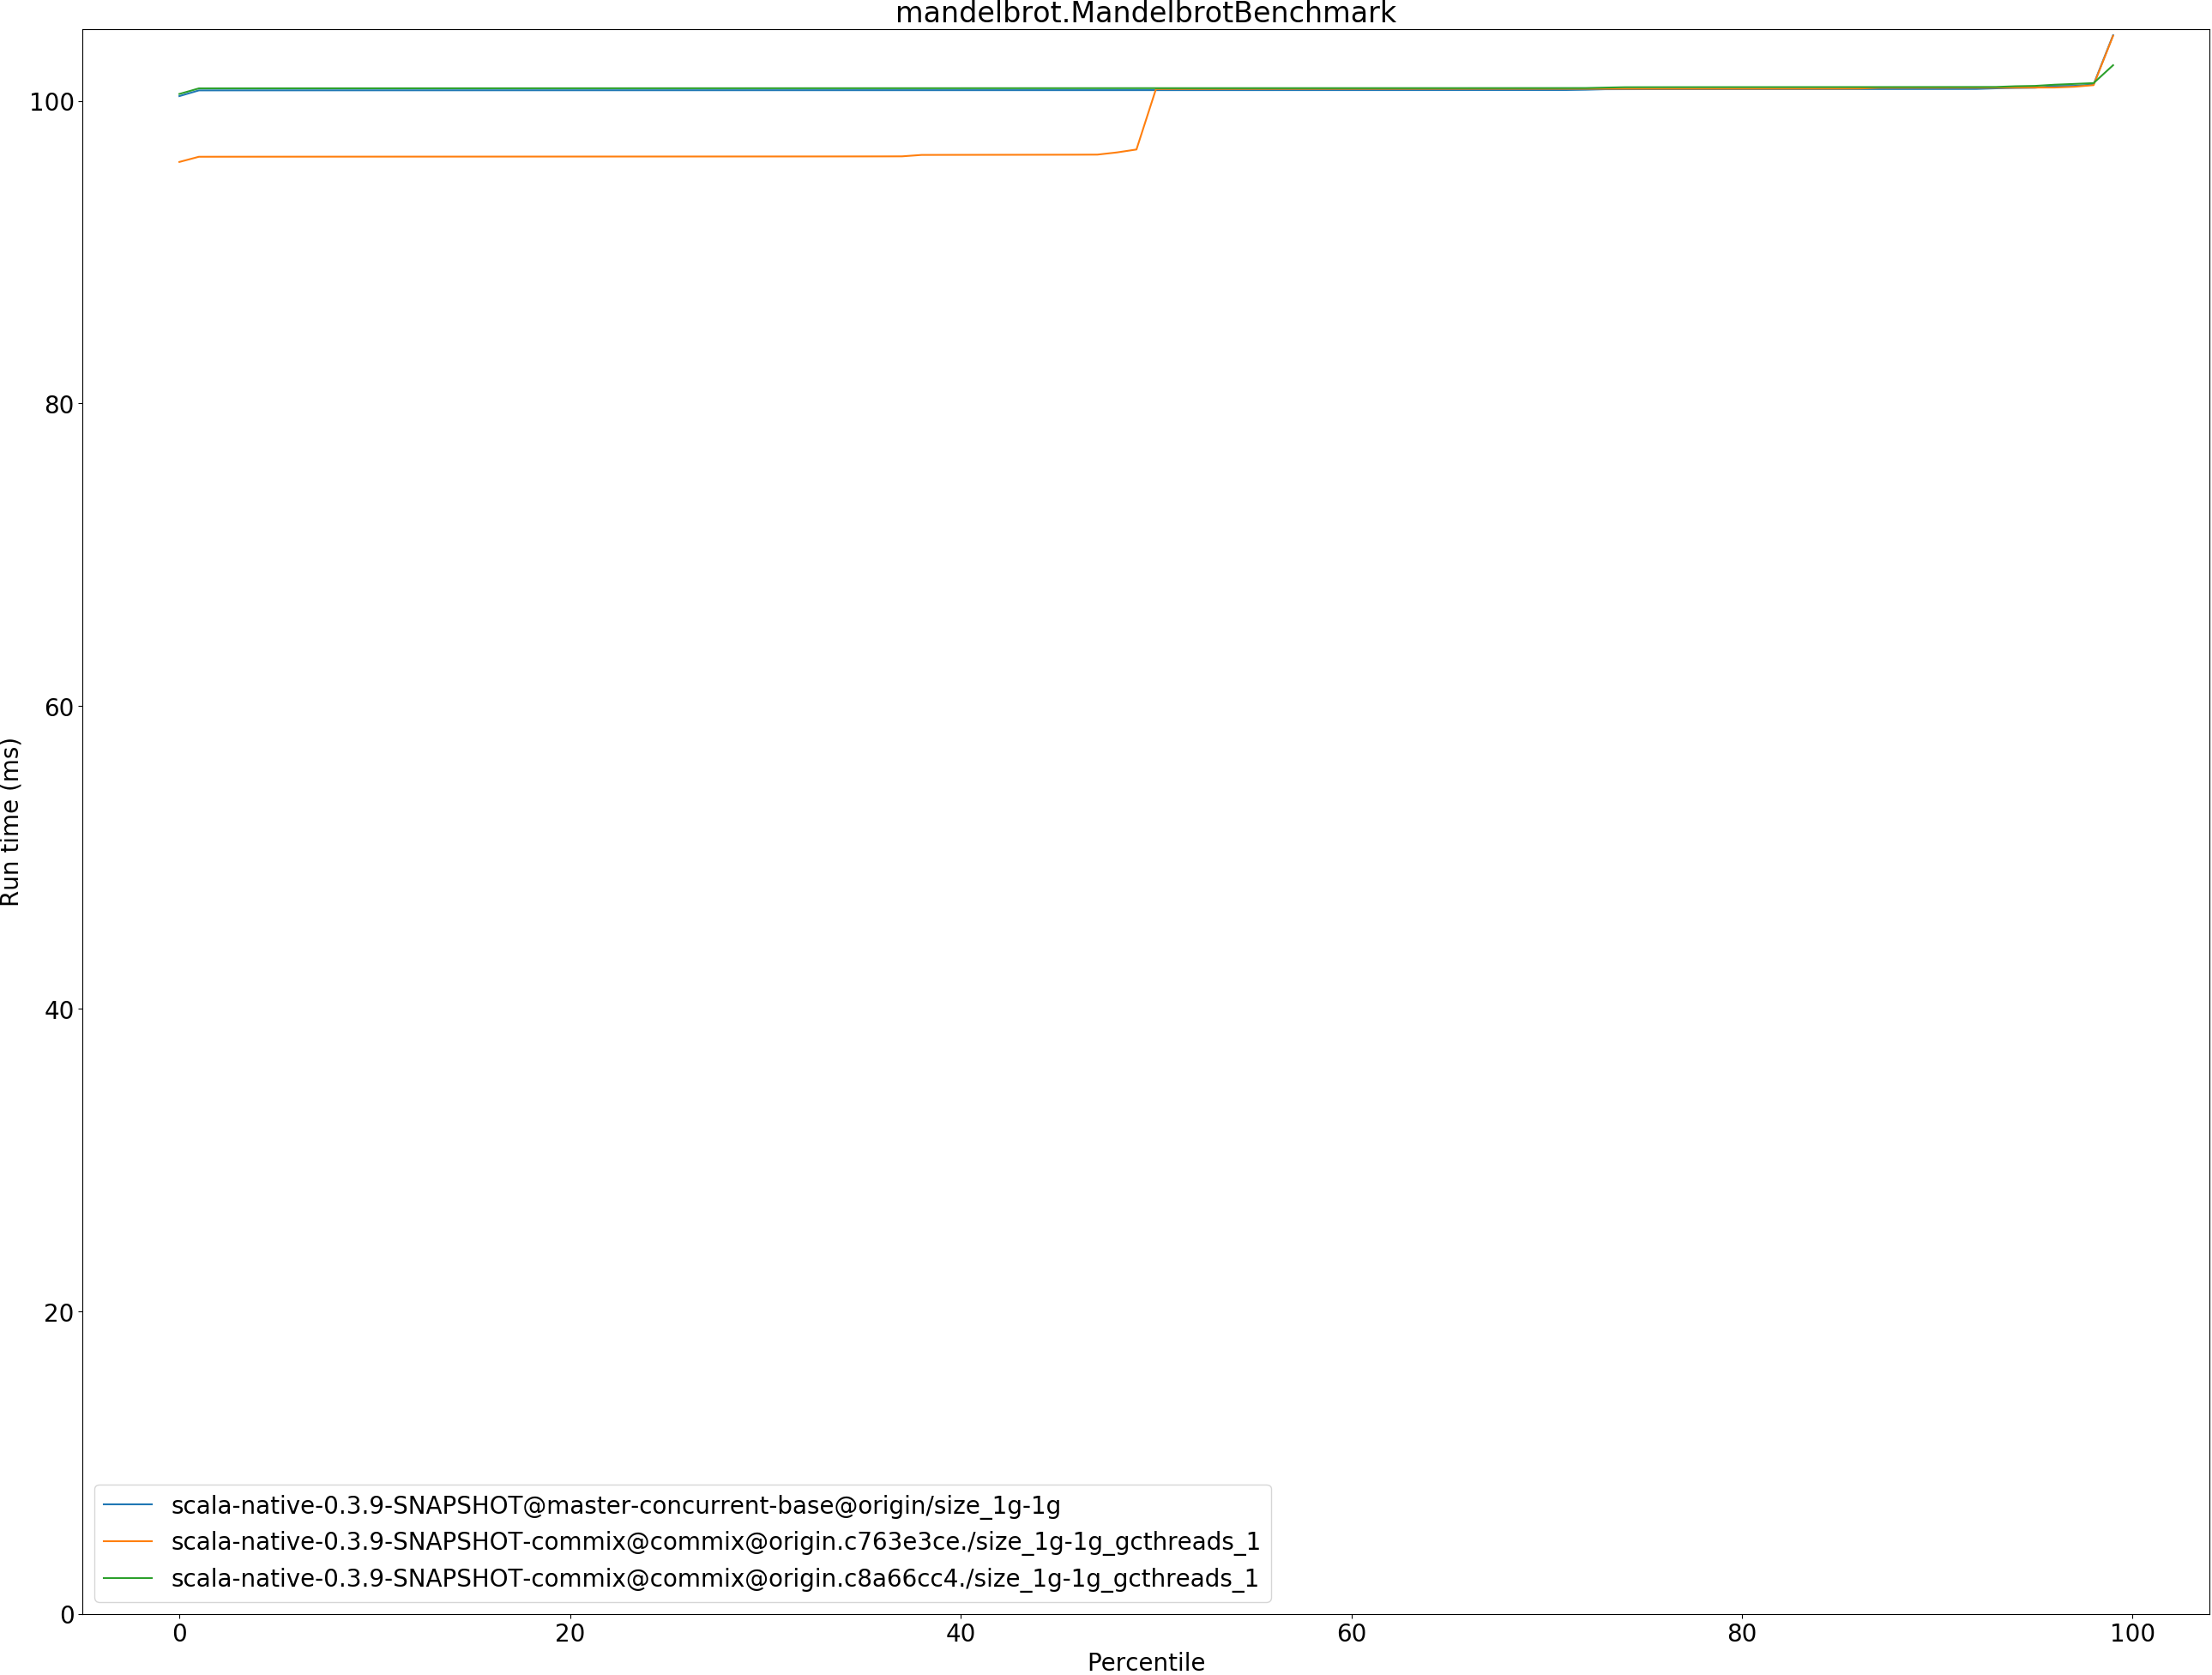 mandelbrot.MandelbrotBenchmark
100
80
60
40
20
0
Run time (ms)
scala-native-0.3.9-SNAPSHOT@master-concurrent-base@origin/size_1g-1g
scala-native-0.3.9-SNAPSHOT-commix@commix@origin.c763e3ce./size_1g-1g_gcthreads_1
scala-native-0.3.9-SNAPSHOT-commix@commix@origin.c8a66cc4./size_1g-1g_gcthreads_1
0 20 40 60 80 100
Percentile